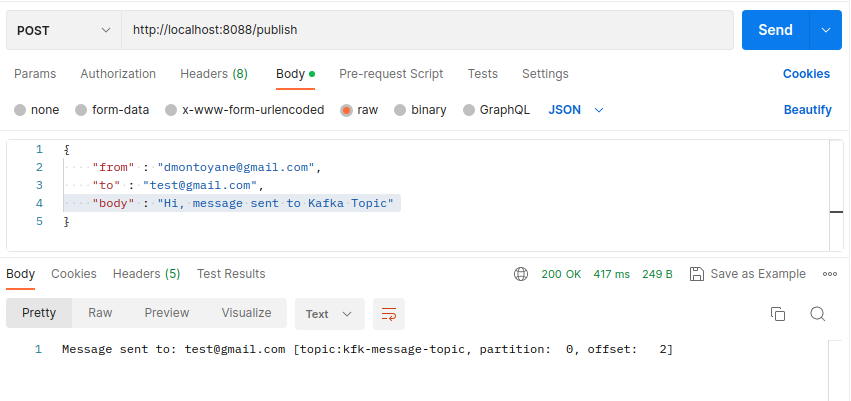 POST http://localhost:8088/publish Send
Params Authorization Headers (8) Body Pre-request Script Tests Settings Cookies
none form-data x-www-form-urlencoded raw binary GraphQL JSON Beautify
1 {
2 "from" : "dmontoyane@gmail.com",
3 "to" : "test@gmail.com",
4 "body" : "Hi, message sent to Kafka Topic"
5 }
Body Cookies Headers (5) Test Results 200 OK 417 ms 249 B Save as Example
Pretty Raw Preview Visualize Text
1 Message sent to: test@gmail.com [topic:kfk-message-topic, partition:  0, offset:   2]